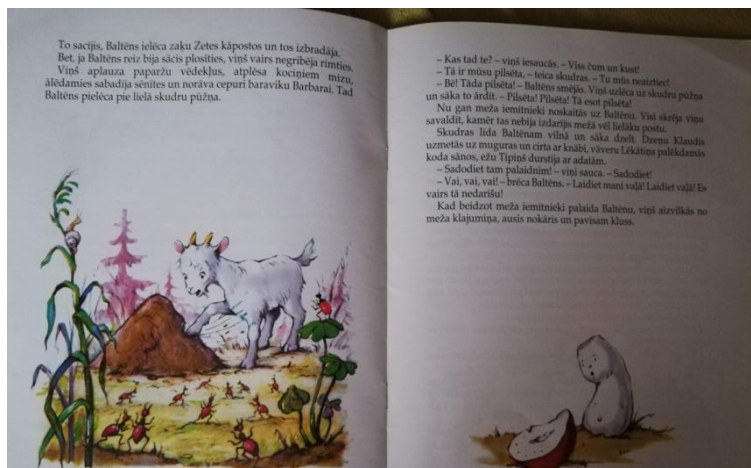 To sacījis, Baltēns ielēca zaķu Zetes kāpostos un tos izbradāja.
Bet, ja Baltēns reiz bija sācis plosīties, viņš vairs negribēja rimties.
Viņš aplauza paparžu vēdekļus, atplēsa kociņiem mizu,
ālēdamies sabadīja sēnītes un norāva cepuri baravīku Barbarai. Tad
Baltēns pielēca pie lielā skudru pūžņa.
– Kas tad te? – viņš iesaucās. – Viss čum un kust!
– Tā ir mūsu pilsēta, – teica skudras. – Tu mūs neaiztiec!
– Bē! Tāda pilsēta! – Baltēns smējās. Viņš uzlēca uz skudru pūžņa
un sāka to ārdīt. – Pilsēta! Pilsēta! Tā esot pilsēta!
Nu gan meža iemītnieki noskaitās uz Baltēnu. Visi skrēja viņu
savaldīt, kamēr tas nebija izdarījis mežā vēl lielāku postu.
Skudras līda Baltēnam vilnā un sāka dzelt. Dzeņu Klaudis
uzmetās uz muguras un cirta ar knābi, vāveru Lēkātiņa palēkdamās
koda sānos, ežu Tipiņš durstīja ar adatām.
– Sadodiet tam palaidnim! – viņi sauca. – Sadodiet!
– Vai, vai, vai! – brēca Baltēns. – Laidiet mani vaļā! Laidiet vaļā! Es
vairs tā nedarīšu!
Kad beidzot meža iemītnieki palaida Baltēnu, viņš aizvilkās no
meža klajumiņa, ausis nokāris un pavisam kluss.